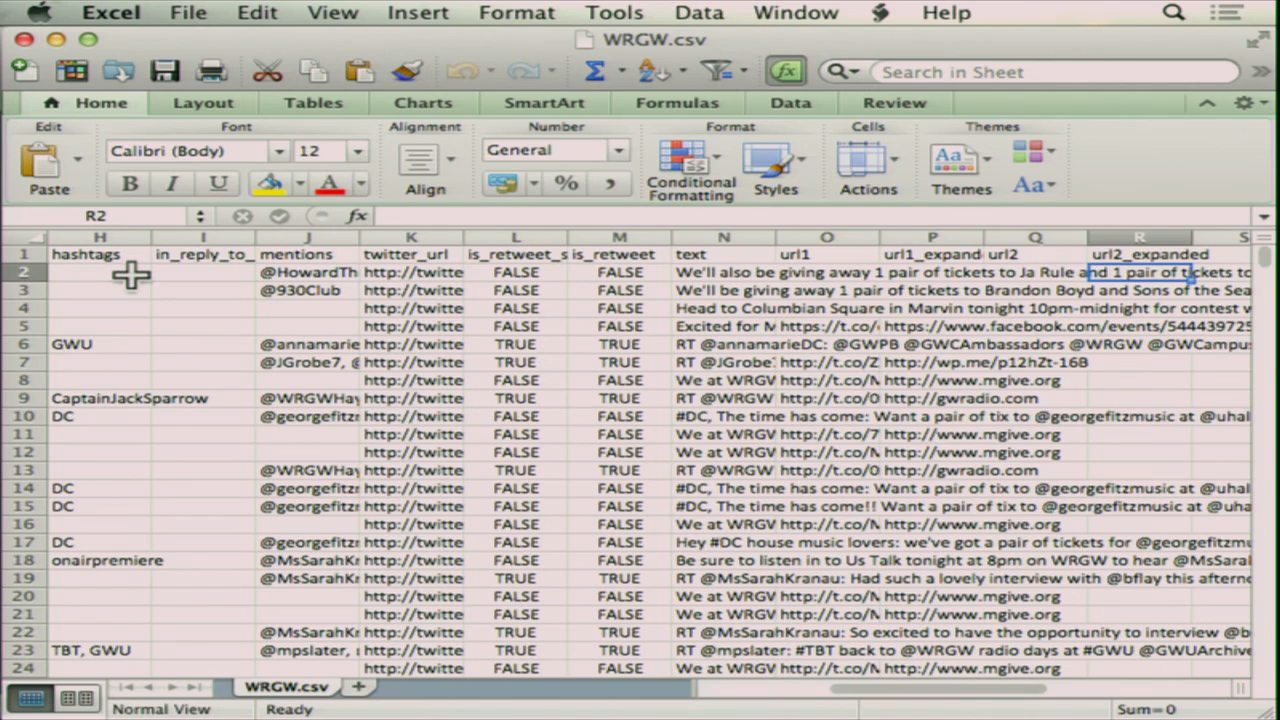 Excel File Edit View Insert Format Tools Data Window Help
WRGW.csv
Search in Sheet
Home Layout Tables Charts SmartArt Formulas Data Review
Edit Font Alignment Number Format Cells Themes
Calibri (Body) 12 General
Paste B I U A Align % , Conditional Formatting Styles Actions Aa Themes Aa
R2 fx
H I J K L M N O P Q R S
1 hashtags in_reply_to_ mentions twitter_url is_retweet_s is_retweet text url1 url1_expand url2 url2_expanded
2 @HowardTh http://twitte FALSE FALSE We'll also be giving away 1 pair of tickets to Ja Rule and 1 pair of tickets to
3 @930Club http://twitte FALSE FALSE We'll be giving away 1 pair of tickets to Brandon Boyd and Sons of the Sea
4 http://twitte FALSE FALSE Head to Columbian Square in Marvin tonight 10pm-midnight for contest
5 http://twitte FALSE FALSE Excited for https://t.co/ https://www.facebook.com/events/544439725
6 GWU @annamarie http://twitte TRUE TRUE RT @annamarieDC: @GWPB @GWCAmbassadors @WRGW @GWCampu
7 @JGrobe7, http://twitte TRUE TRUE RT @JGrobe http://t.co/Z http://wp.me/p12hZt-16B
8 http://twitte FALSE FALSE We at WRGW http://t.co/ http://www.mgive.org
9 CaptainJackSparrow @WRGWHay http://twitte TRUE TRUE RT @WRGW http://t.co/0 http://gwradio.com
10 DC @georgefitz http://twitte FALSE FALSE #DC, The time has come: Want a pair of tix to @georgefitzmusic at @uhal
11 http://twitte FALSE FALSE We at WRGW http://t.co/7 http://www.mgive.org
12 http://twitte FALSE FALSE We at WRGW http://t.co/ http://www.mgive.org
13 @WRGWHay http://twitte TRUE TRUE RT @WRGW http://t.co/0 http://gwradio.com
14 DC @georgefitz http://twitte FALSE FALSE #DC, The time has come: Want a pair of tix to @georgefitzmusic at @uha
15 DC @georgefitz http://twitte FALSE FALSE #DC, The time has come!! Want a pair of tix to @georgefitzmusic at @uha
16 http://twitte FALSE FALSE We at WRGW http://t.co/ http://www.mgive.org
17 DC @georgefitz http://twitte FALSE FALSE Hey #DC house music lovers: we've got a pair of tickets for @georgefitzmu
18 onairpremiere @MsSarahKr http://twitte FALSE FALSE Be sure to listen in to Us Talk tonight at 8pm on WRGW to hear @MsSara
19 @MsSarahKr http://twitte TRUE TRUE RT @MsSarahKranau: Had such a lovely interview with @bflay this afterno
20 http://twitte FALSE FALSE We at WRGW http://t.co/ http://www.mgive.org
21 http://twitte FALSE FALSE We at WRGW http://t.co/ http://www.mgive.org
22 @MsSarahKr http://twitte TRUE TRUE RT @MsSarahKranau: So excited to have the opportunity to interview @b
23 TBT, GWU @mpslater, http://twitte TRUE TRUE RT @mpslater: #TBT back to @WRGW radio days at #GWU @GWUArchive
24 http://twitte FALSE FALSE We at WRGW http://t.co/ http://www.mgive.org
WRGW.csv
Normal View Ready Sum=0